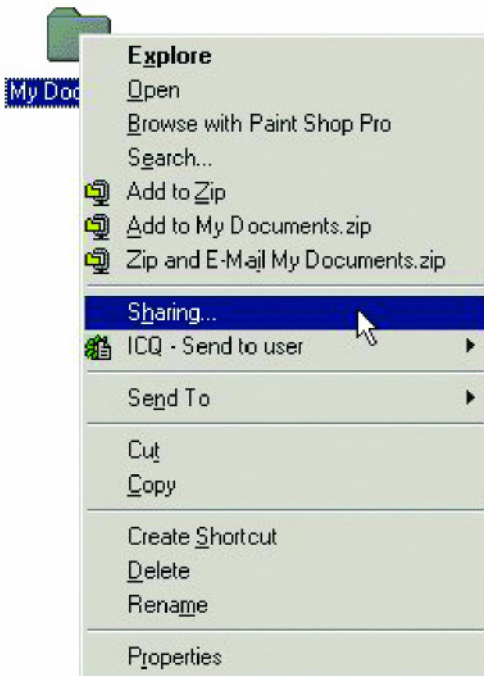 My Doc
Explore
Open
Browse with Paint Shop Pro
Search...
Add to Zip
Add to My Documents.zip
Zip and E-Mail My Documents.zip
Sharing...
ICQ - Send to user
Send To
Cut
Copy
Create Shortcut
Delete
Rename
Properties